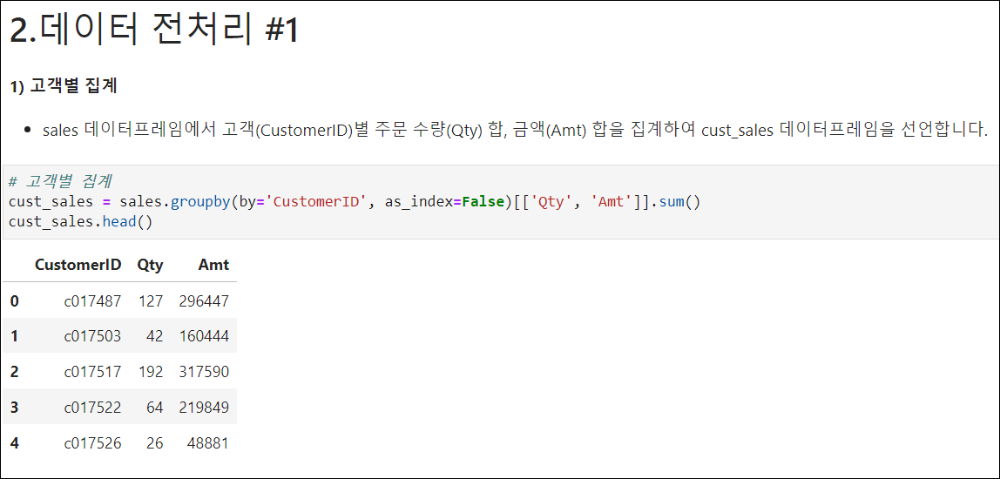 2.데이터 전처리 #1
1) 고객별 집계
• sales 데이터프레임에서 고객(CustomerID)별 주문 수량(Qty) 합, 금액(Amt) 합을 집계하여 cust_sales 데이터프레임을 선언합니다.
# 고객별 집계
cust_sales = sales.groupby(by='CustomerID', as_index=False)[['Qty', 'Amt']].sum()
cust_sales.head()
CustomerID Qty Amt
0 c017487 127 296447
1 c017503 42 160444
2 c017517 192 317590
3 c017522 64 219849
4 c017526 26 48881